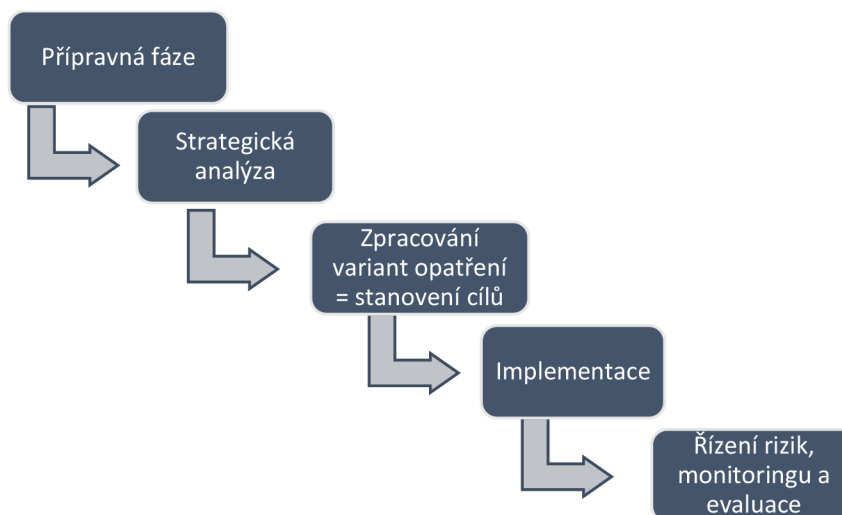 Přípravná fáze
Strategická
analýza
Zpracování
variant opatření
= stanovení cílů
Implementace
Řízení rizik,
monitoringu a
evaluace